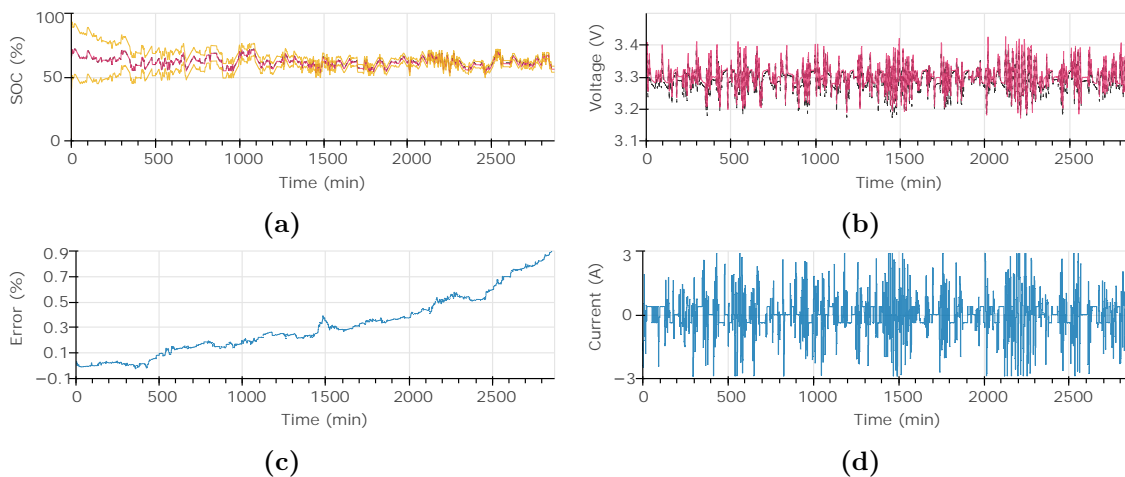 100
50
0
SOC (%)
0 500 1000 1500 2000 2500
Time (min)
(a)
3.4
3.3
3.2
3.1
Voltage (V)
0 500 1000 1500 2000 2500
Time (min)
(b)
0.9
0.7
0.5
0.3
0.1
−0.1
Error (%)
0 500 1000 1500 2000 2500
Time (min)
(c)
3
0
−3
Current (A)
0 500 1000 1500 2000 2500
Time (min)
(d)